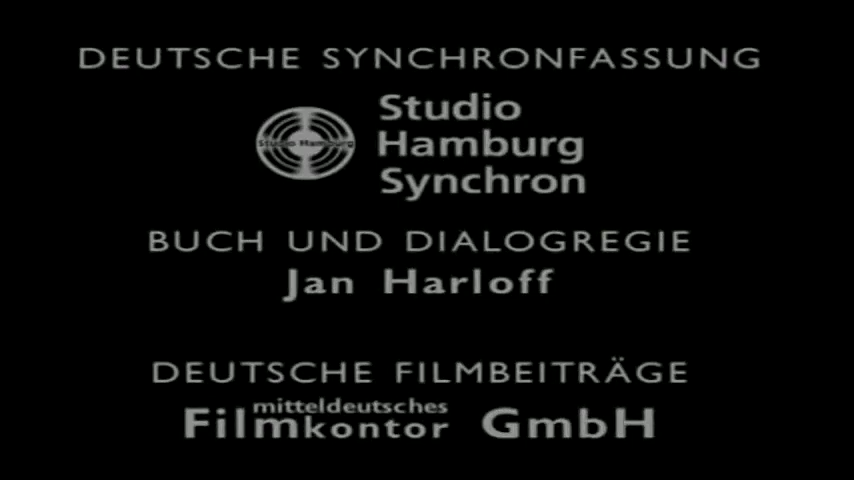 DEUTSCHE SYNCHRONFASSUNG
Studio Hamburg
Studio
Hamburg
Synchron
BUCH UND DIALOGREGIE
Jan Harloff
DEUTSCHE FILMBEITRÄGE
mitteldeutsches
Filmkontor GmbH